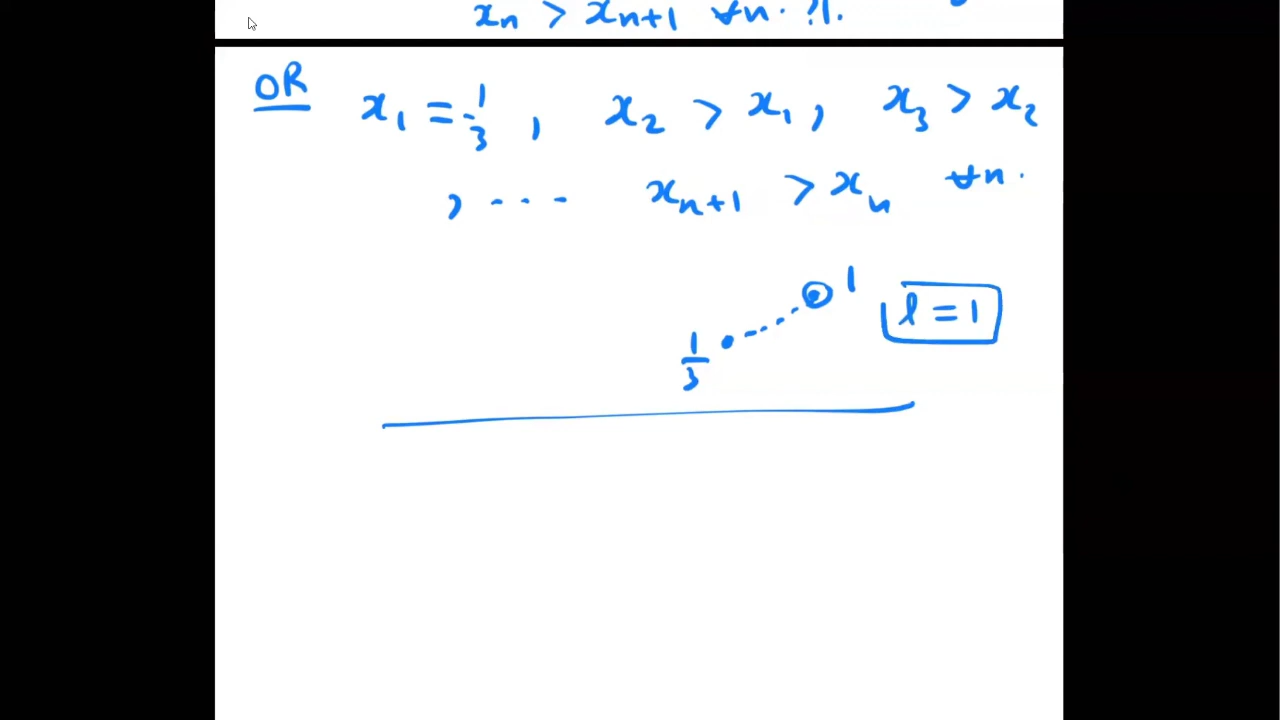 xₙ > xₙ₊₁ ∀n. ?!.
OR x₁ = 1/3 , x₂ > x₁ , x₃ > x₂
, ... xₙ₊₁ > xₙ ∀n.
1
l = 1
1/3